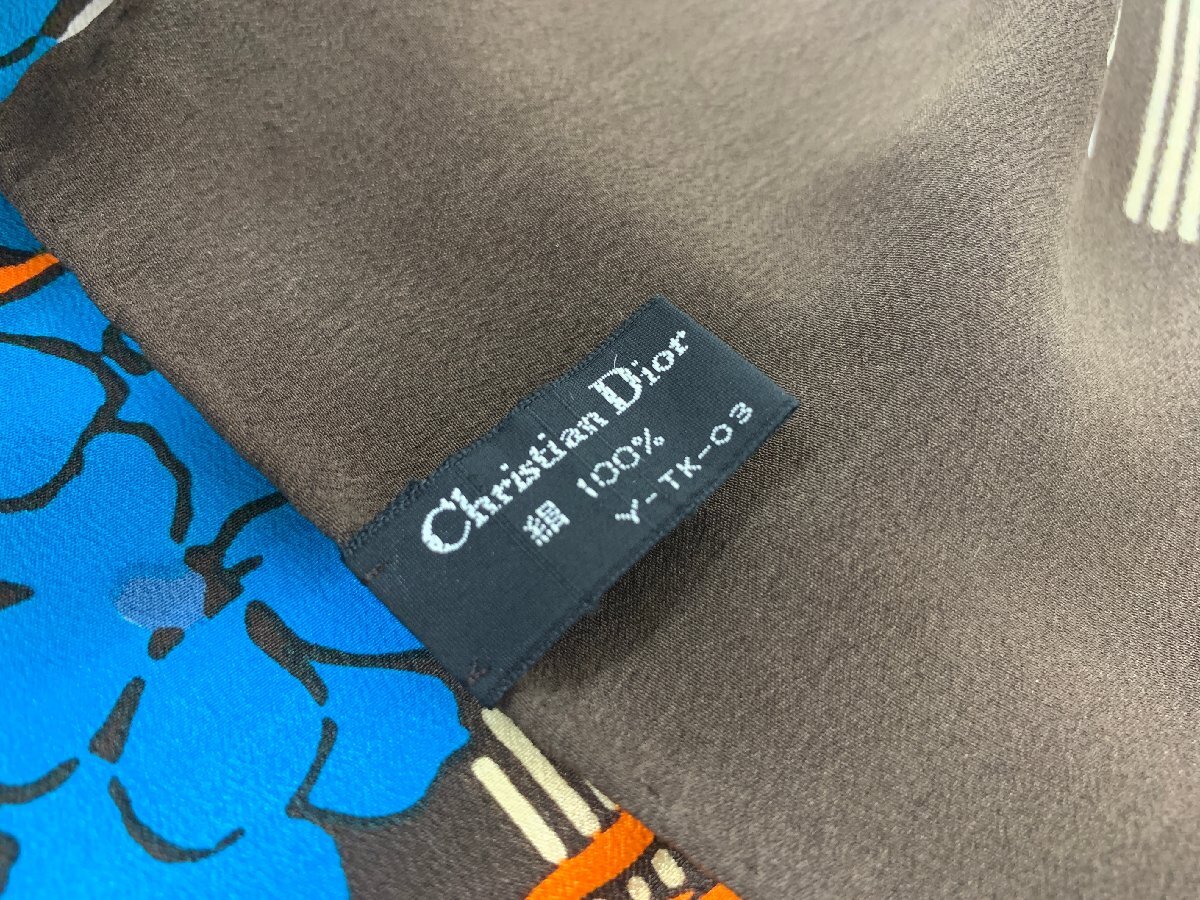 Christian Dior
絹 100%
Y-TK-03